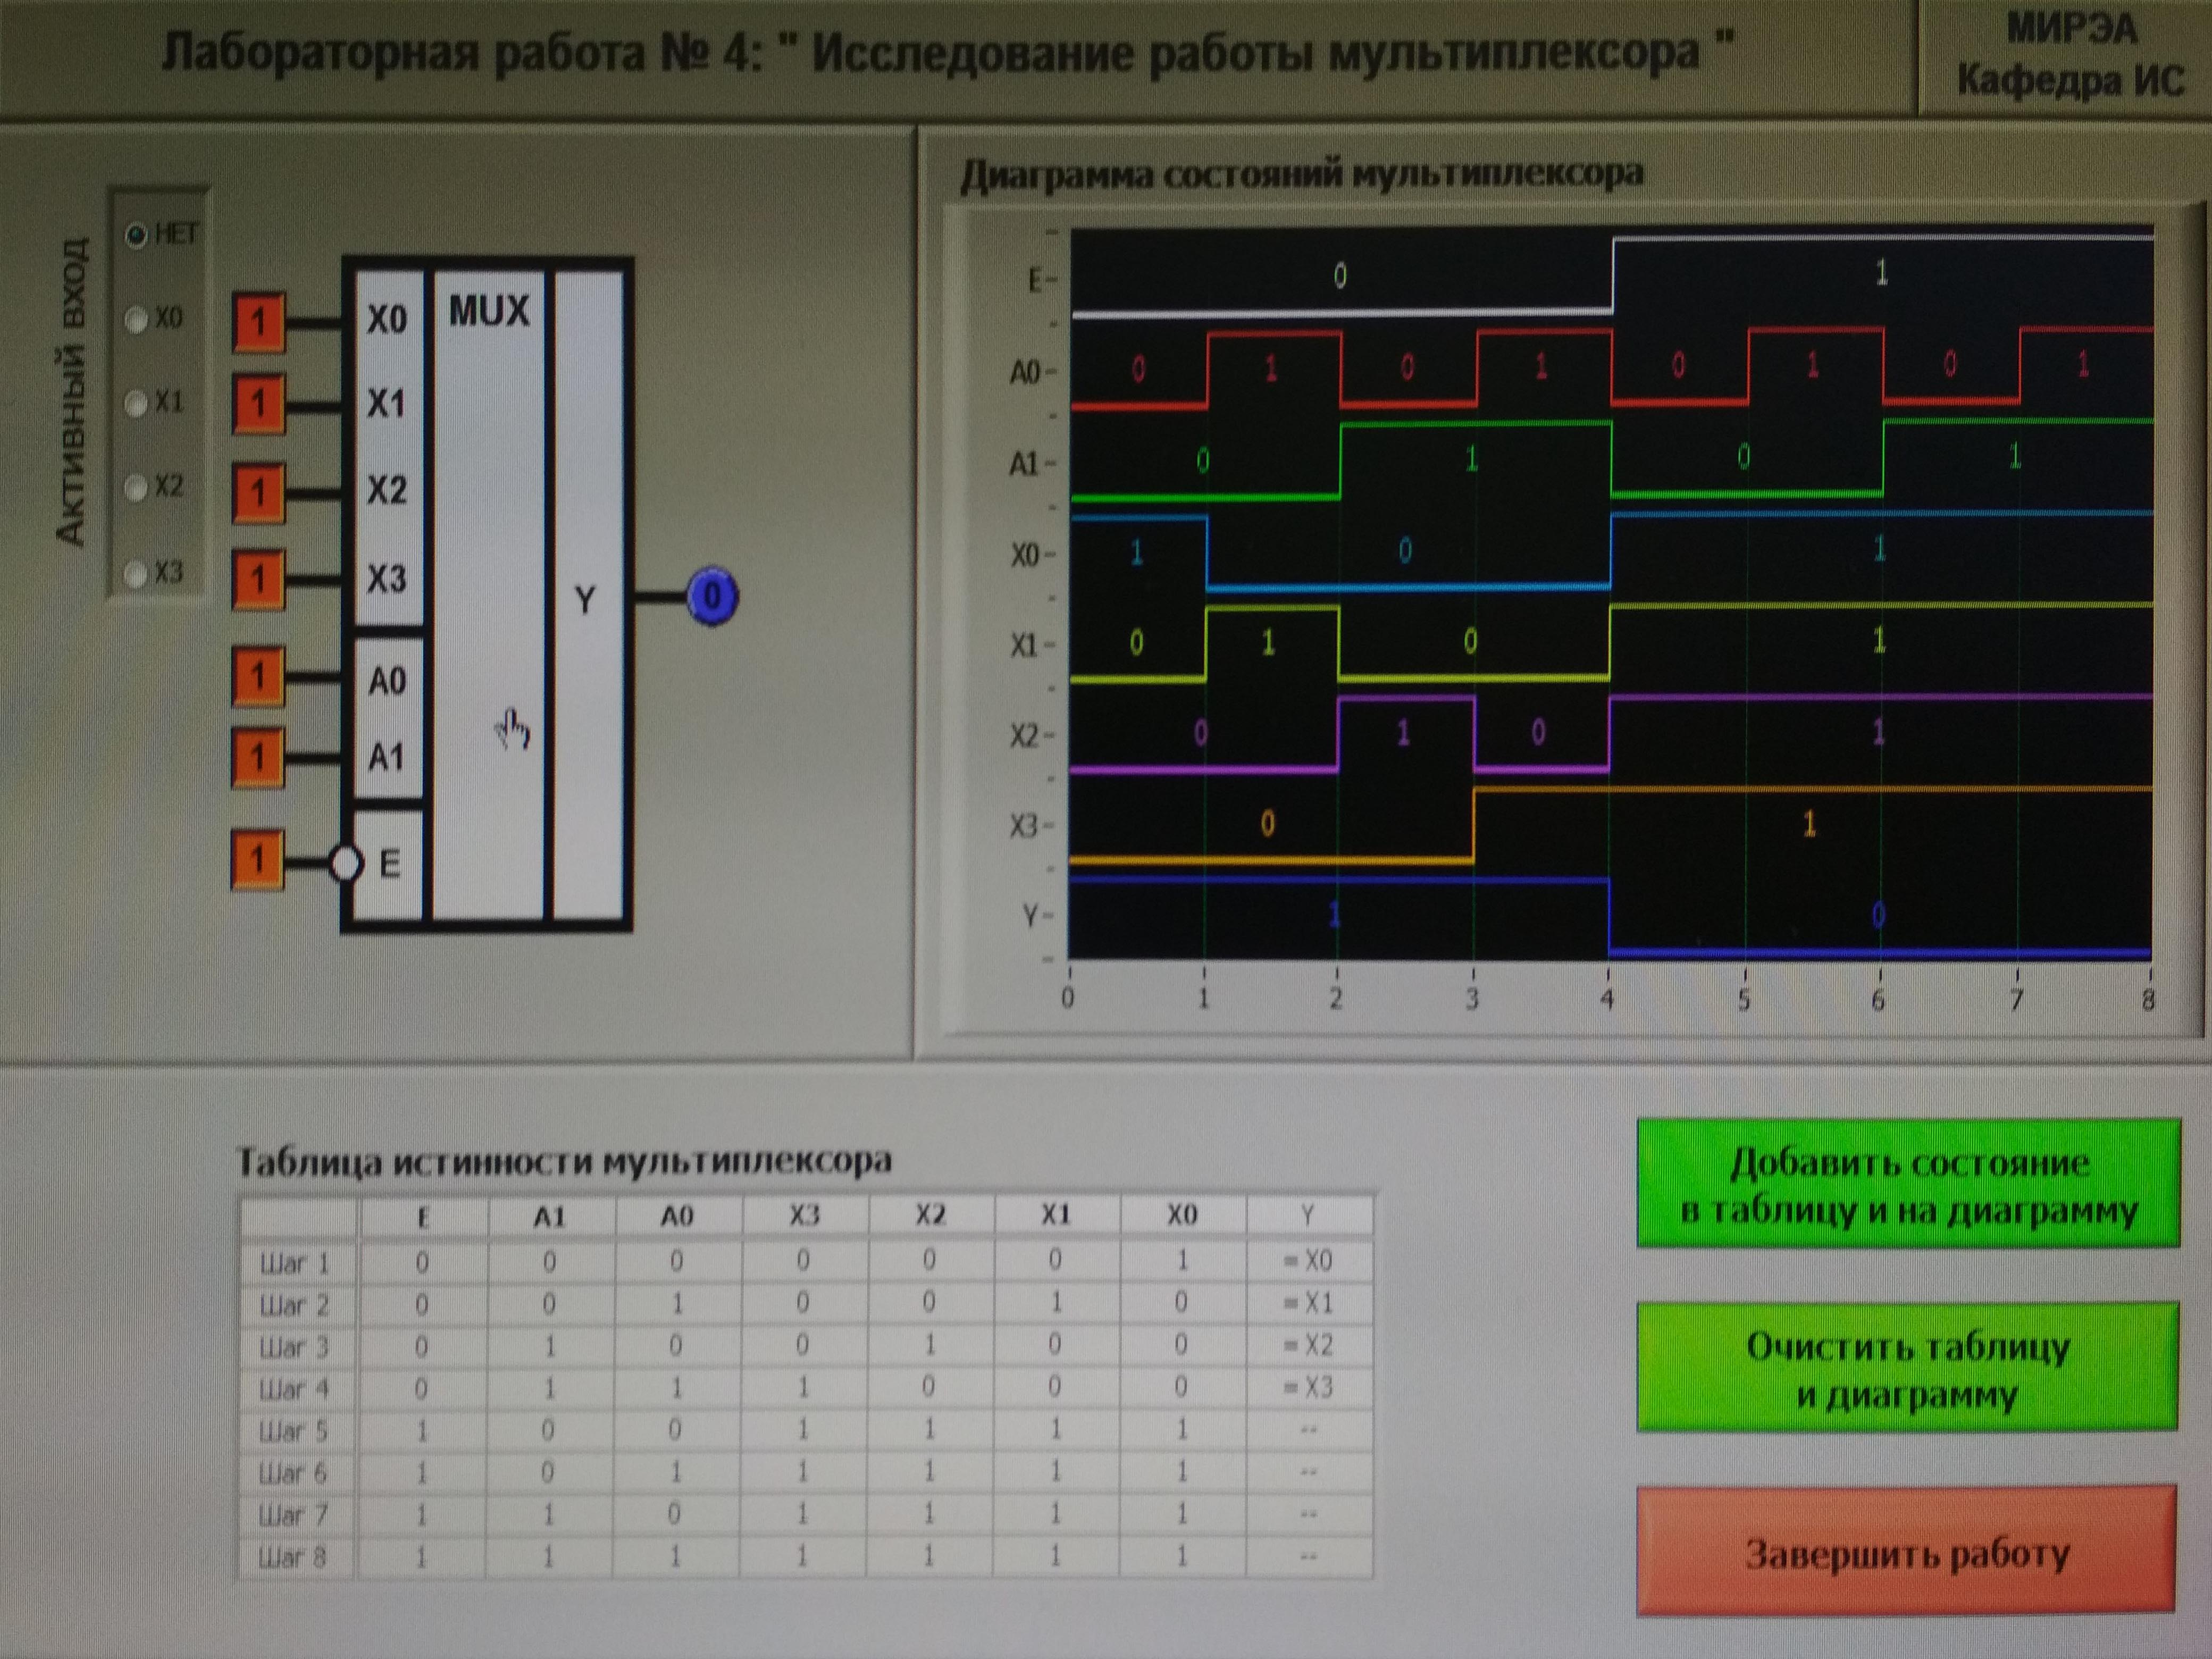 Лабораторная работа № 4: " Исследование работы мультиплексора "
МИРЭА
Кафедра ИС
Активный вход
НЕТ
X0
X1
X2
X3
1 X0 MUX
1 X1
1 X2
1 X3
Y 0
1 A0
1 A1
1 E
Диаграмма состояний мультиплексора
E 0 1
A0 0 1 0 1 0 1 0 1
A1 0 1 0 1
X0 1 0 1
X1 0 1 0 1
X2 0 1 0 1
X3 0 1
Y 1 0
0 1 2 3 4 5 6 7 8
Таблица истинности мультиплексора
E A1 A0 X3 X2 X1 X0 Y
Шаг 1 0 0 0 0 0 0 1 = X0
Шаг 2 0 0 1 0 0 1 0 = X1
Шаг 3 0 1 0 0 1 0 0 = X2
Шаг 4 0 1 1 1 0 0 0 = X3
Шаг 5 1 0 0 1 1 1 1 --
Шаг 6 1 0 1 1 1 1 1 --
Шаг 7 1 1 0 1 1 1 1 --
Шаг 8 1 1 1 1 1 1 1 --
Добавить состояние
в таблицу и на диаграмму
Очистить таблицу
и диаграмму
Завершить работу